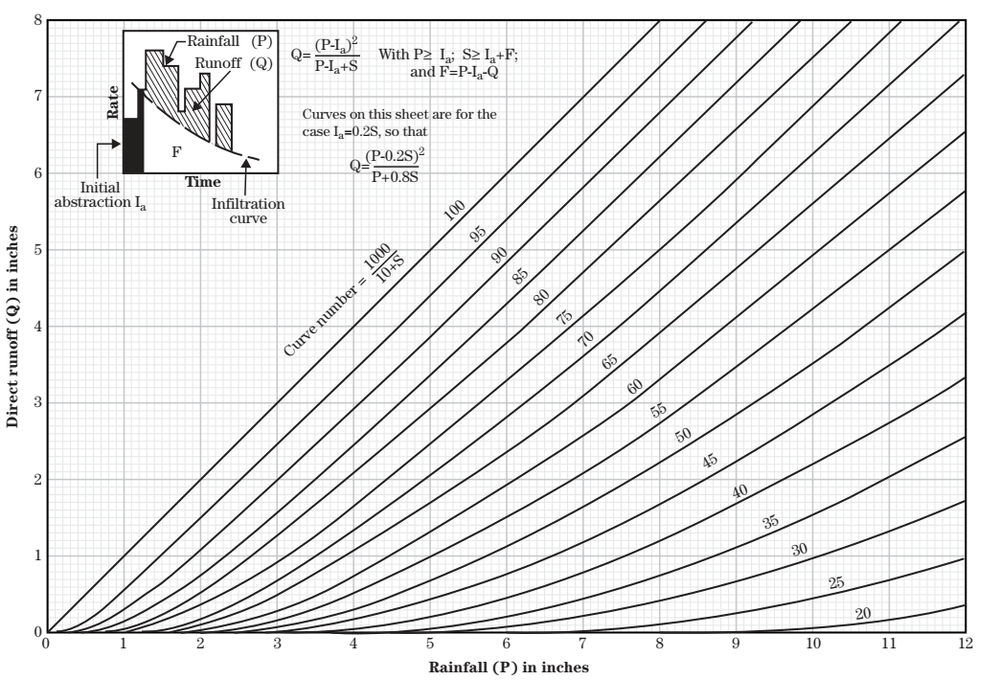 8
7
6
5
4
3
2
1
0
Direct runoff (Q) in inches
Rate
Rainfall (P)
Runoff (Q)
F
Time
Initial
abstraction Iₐ
Infiltration
curve
Q=(P-Iₐ)²/P-Iₐ+S
With P≥ Iₐ; S≥ Iₐ+F;
and F=P-Iₐ-Q
Curves on this sheet are for the
case Iₐ=0.2S, so that
Q=(P-0.2S)²/P+0.8S
Curve number = 1000/10+S
100
95
90
85
80
75
70
65
60
55
50
45
40
35
30
25
20
0 1 2 3 4 5 6 7 8 9 10 11 12
Rainfall (P) in inches